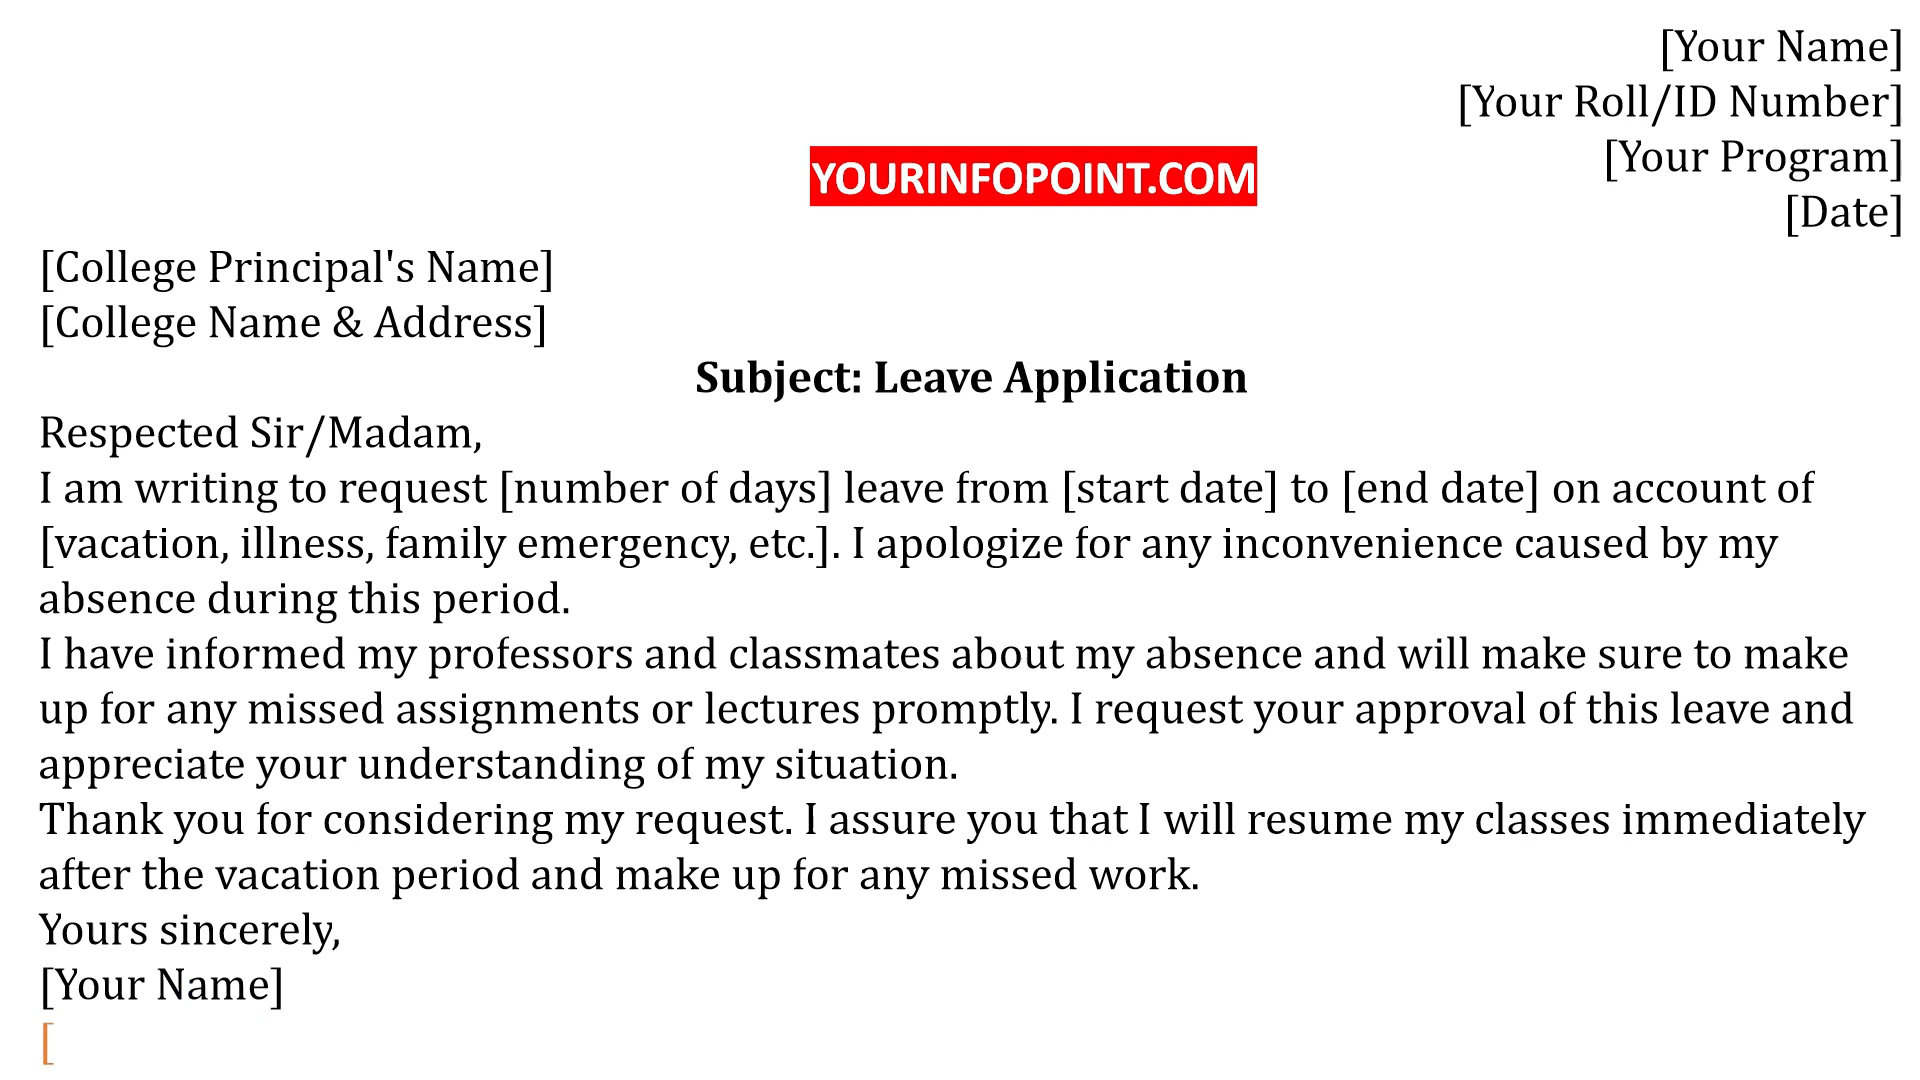 [Your Name]
[Your Roll/ID Number]
YOURINFOPOINT.COM
[Your Program]
[Date]
[College Principal's Name]
[College Name & Address]
Subject: Leave Application
Respected Sir/Madam,
I am writing to request [number of days] leave from [start date] to [end date] on account of
[vacation, illness, family emergency, etc.]. I apologize for any inconvenience caused by my
absence during this period.
I have informed my professors and classmates about my absence and will make sure to make
up for any missed assignments or lectures promptly. I request your approval of this leave and
appreciate your understanding of my situation.
Thank you for considering my request. I assure you that I will resume my classes immediately
after the vacation period and make up for any missed work.
Yours sincerely,
[Your Name]
[